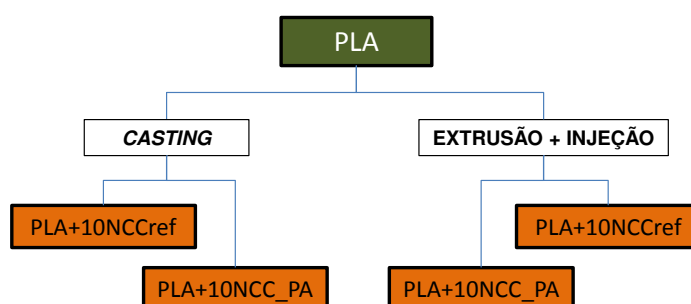 PLA
CASTING
EXTRUSÃO + INJEÇÃO
PLA+10NCCref
PLA+10NCCref
PLA+10NCC_PA
PLA+10NCC_PA